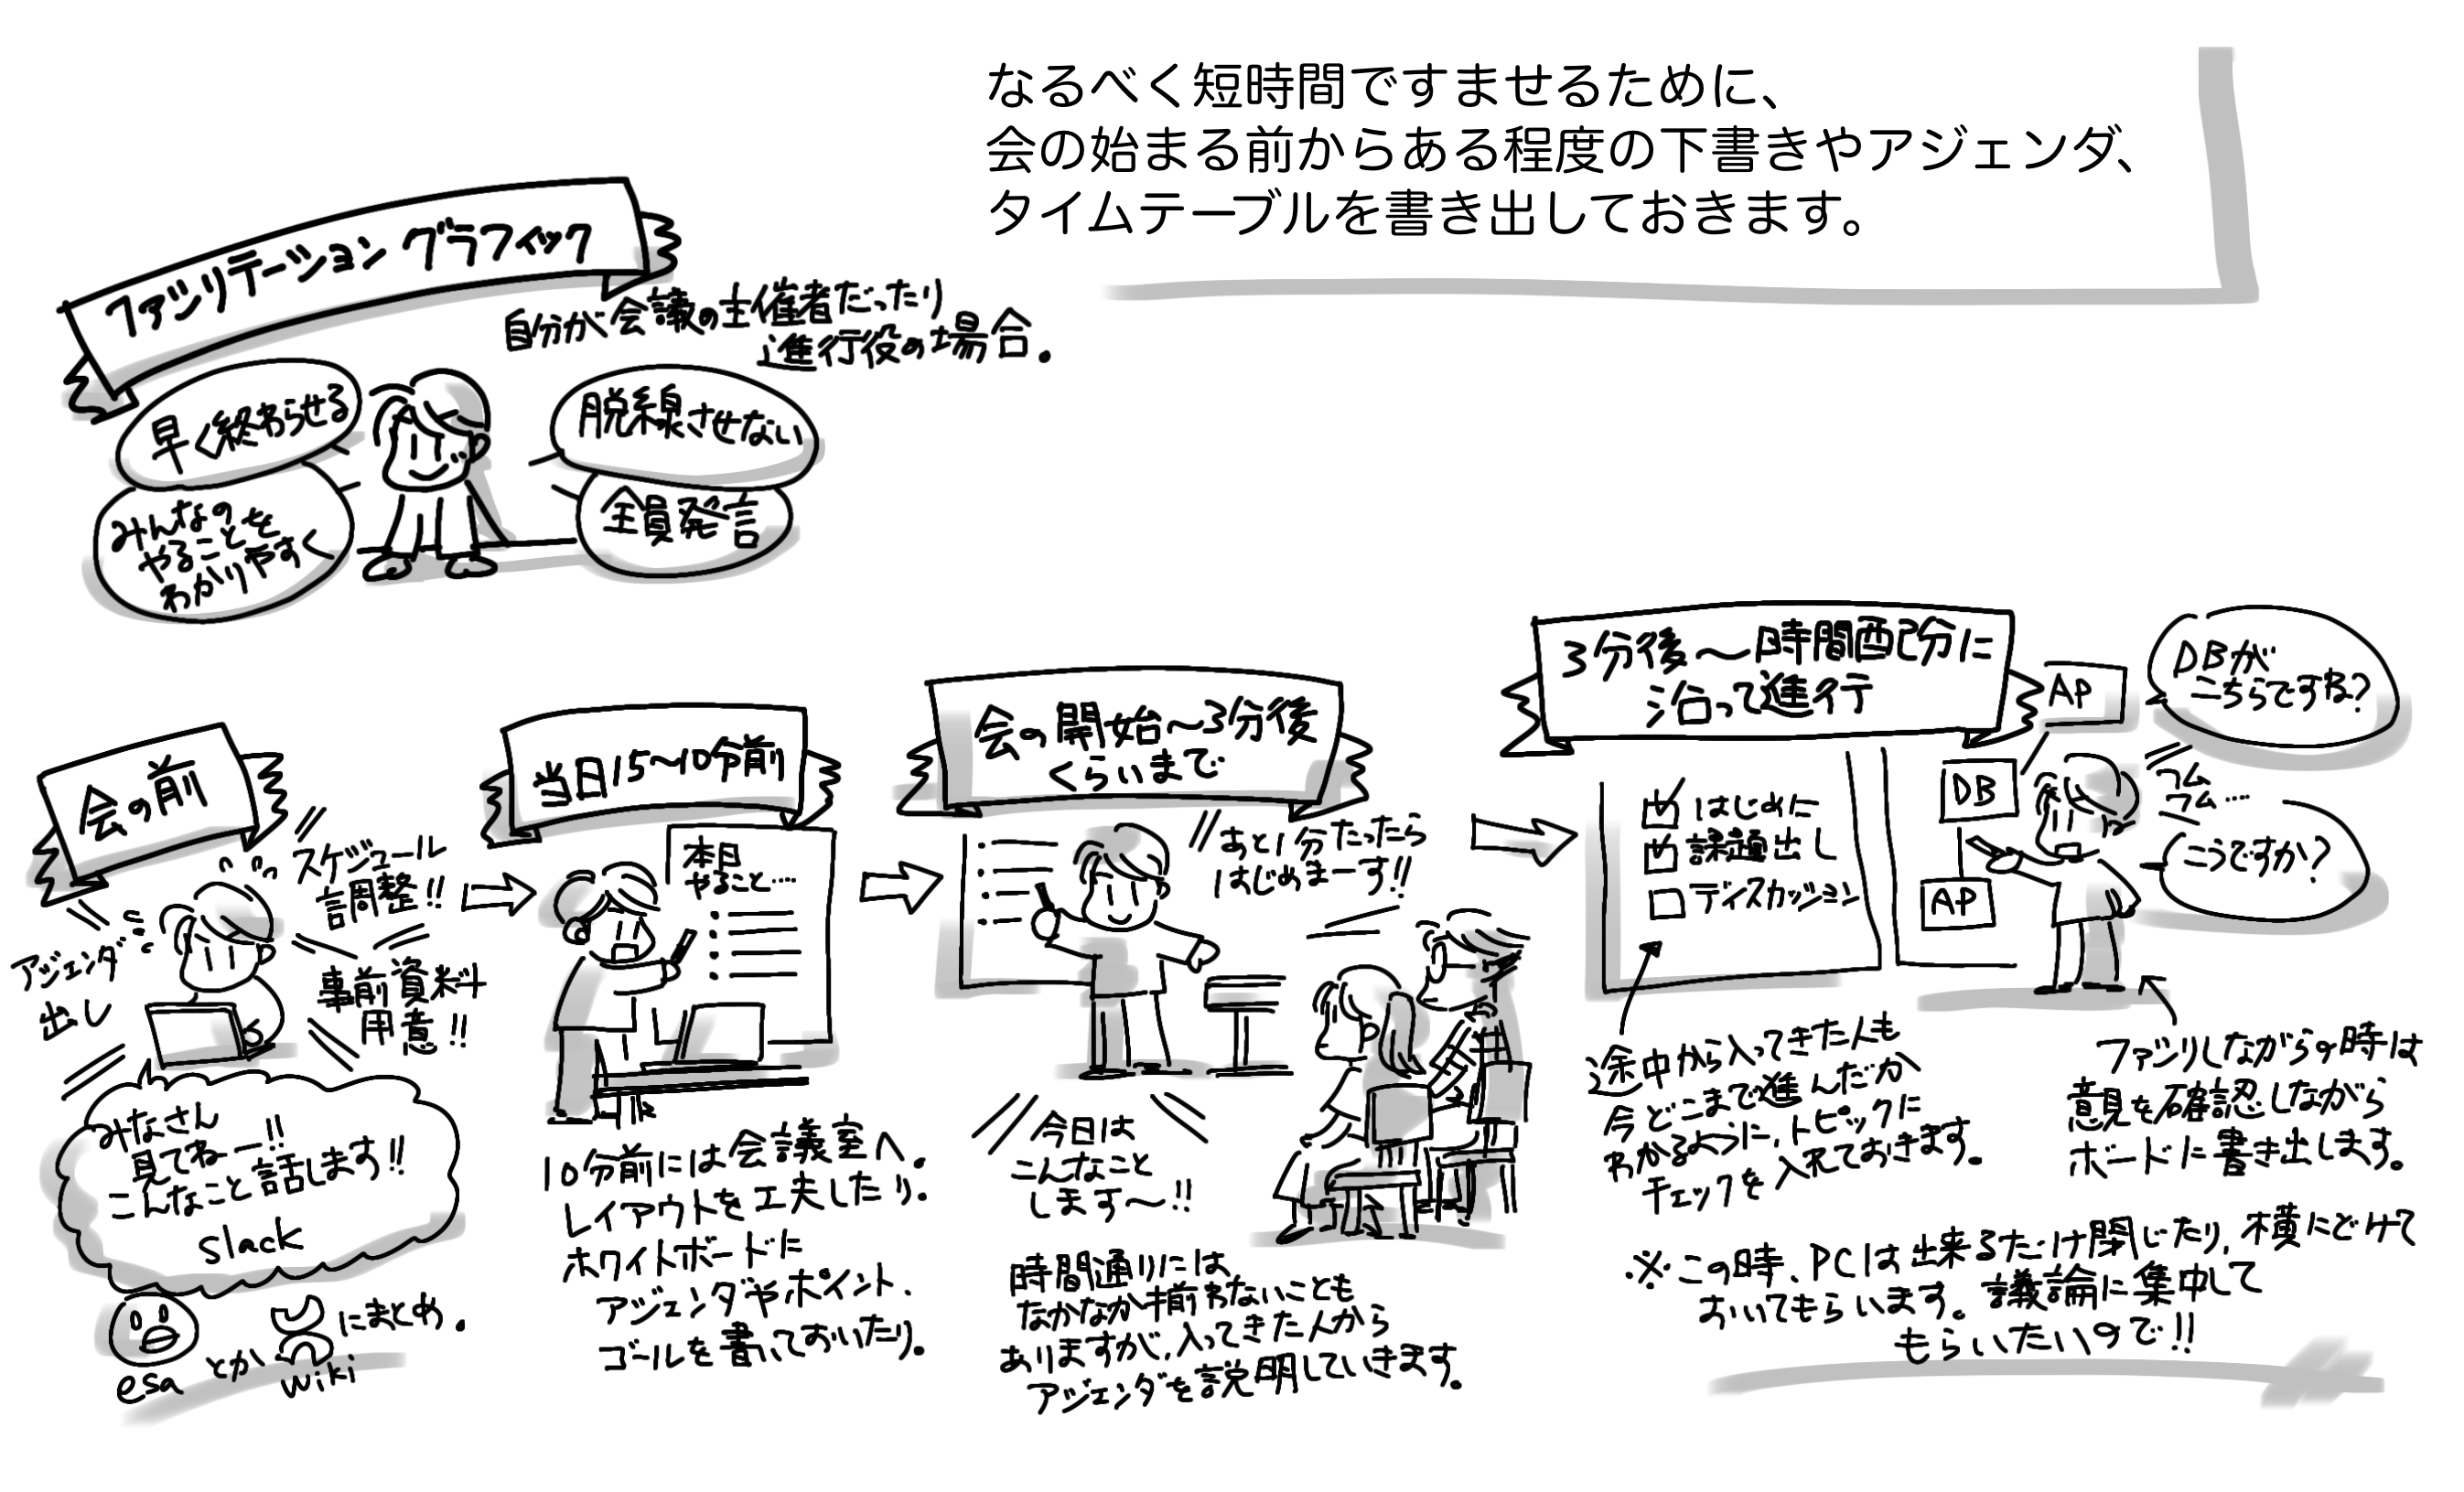 なるべく短時間ですませるために、
会の始まる前からある程度の下書きやアジェンダ、
タイムテーブルを書き出しておきます。
ファシリテーション グラフィック
自分が会議の主催者だったり
進行役の場合。
早く終わらせる
みんなの
やることを
わかりやすく
脱線させない
全員発言
会の前
スケジュール
調整!!
アジェンダ
出し
事前資料
用意!!
みなさん
見てねー!!
こんなこと話します!!
slack
esa
とか
wiki
にまとめ。
当日15〜10分前
本日
やること…
10分前には会議室へ。
レイアウトを工夫したり。
ホワイトボードに
アジェンダやポイント、
ゴールを書いておいたり。
会の開始〜3分後
くらいまで
あと1分たったら
はじめまーす!!
今日は
こんなこと
します〜!!
時間通りには
なかなか揃わないことも
ありますが、入ってきた人から
アジェンダを説明していきます。
3分後〜時間配分に
沿って進行
はじめに
課題出し
ディスカッション
AP
DB
AP
DBが
こちらですね?
フム
フム…
こうですか?
途中から入ってきた人も
今どこまで進んだか
わかるように、トピックに
チェックを入れておきます。
ファシリしながらの時は
意見を確認しながら
ボードに書き出します。
※この時、PCは出来るだけ閉じたり、横にどけて
おいてもらいます。議論に集中して
もらいたいので!!